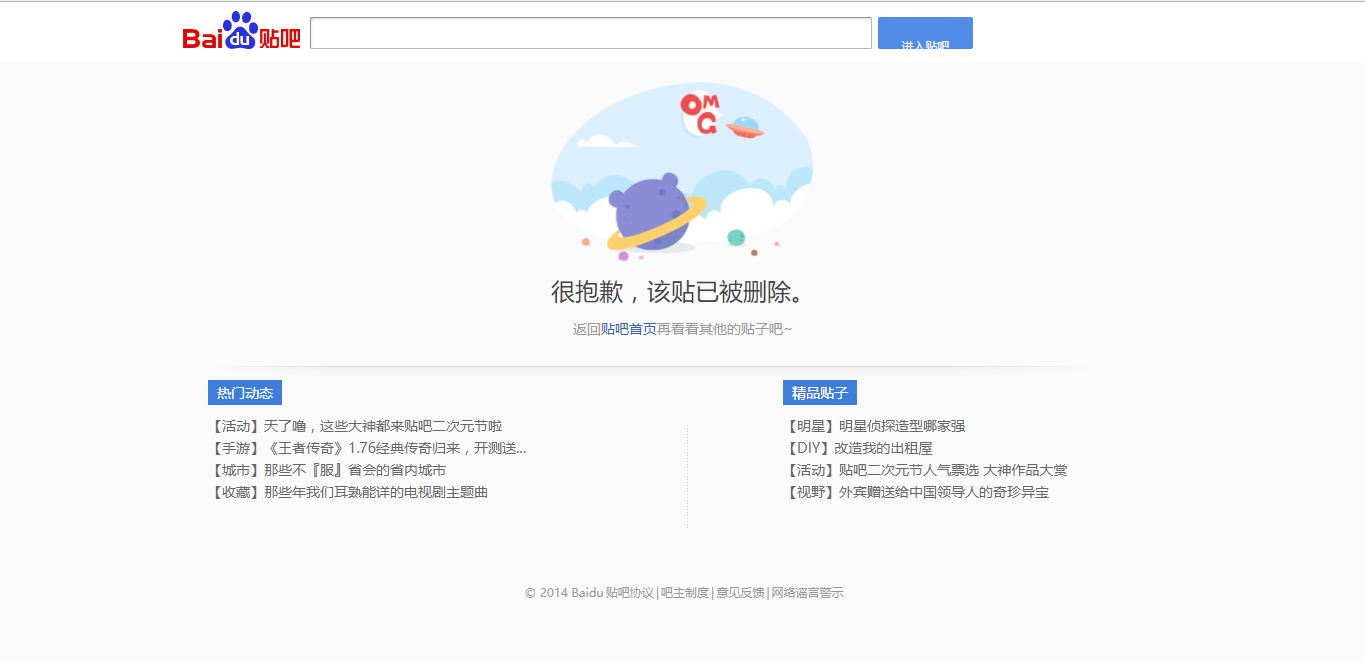 Bai du 贴吧
进入贴吧
OMG
很抱歉，该贴已被删除。
返回贴吧首页再看看其他的贴子吧~
热门动态
【活动】天了噜，这些大神都来贴吧二次元节啦
【手游】《王者传奇》1.76经典传奇归来，开测送...
【城市】那些不『服』省会的省内城市
【收藏】那些年我们耳熟能详的电视剧主题曲
精品贴子
【明星】明星侦探造型哪家强
【DIY】改造我的出租屋
【活动】贴吧二次元节人气票选 大神作品大赏
【视野】外宾赠送给中国领导人的奇珍异宝
© 2014 Baidu 贴吧协议|吧主制度|意见反馈|网络谣言警示